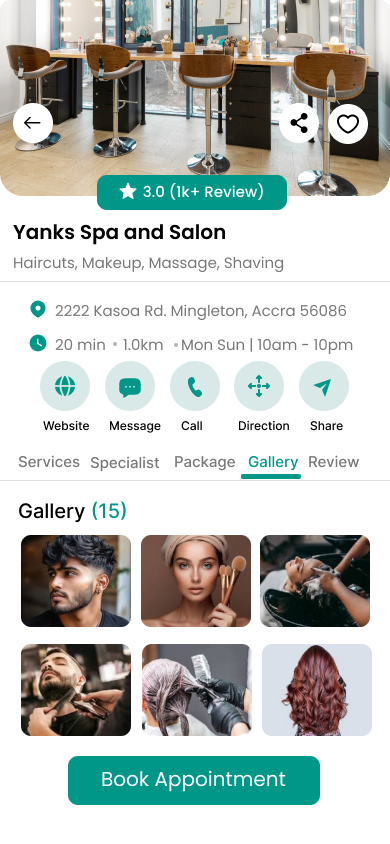 3.0 (1k+ Review)
Yanks Spa and Salon
Haircuts, Makeup, Massage, Shaving
2222 Kasoa Rd. Mingleton, Accra 56086
20 min • 1.0km • Mon Sun | 10am - 10pm
Website Message Call Direction Share
Services Specialist Package Gallery Review
Gallery (15)
Book Appointment